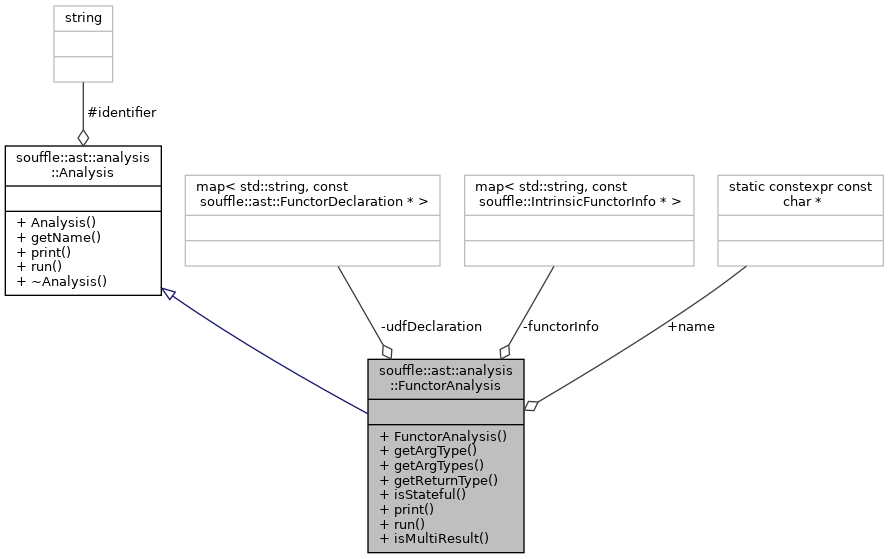 string
#identifier
souffle::ast::analysis
::Analysis
+ Analysis()
+ getName()
+ print()
+ run()
+ ~Analysis()
map< std::string, const
souffle::ast::FunctorDeclaration * >
map< std::string, const
souffle::IntrinsicFunctorInfo * >
static constexpr const
char *
-udfDeclaration
-functorInfo
+name
souffle::ast::analysis
::FunctorAnalysis
+ FunctorAnalysis()
+ getArgType()
+ getArgTypes()
+ getReturnType()
+ isStateful()
+ print()
+ run()
+ isMultiResult()